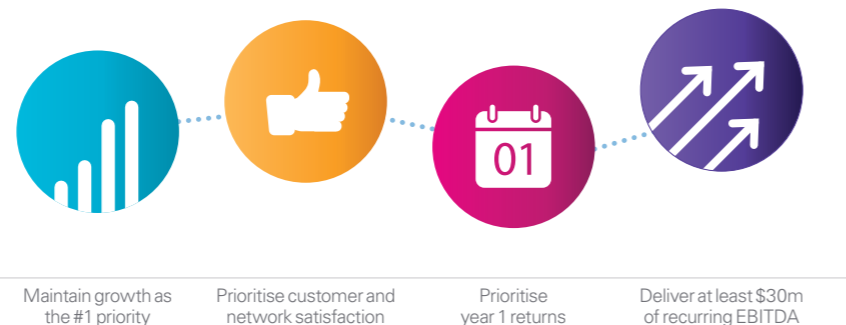 01
Maintain growth as
the #1 priority
Prioritise customer and
network satisfaction
Prioritise
year 1 returns
Deliver at least $30m
of recurring EBITDA